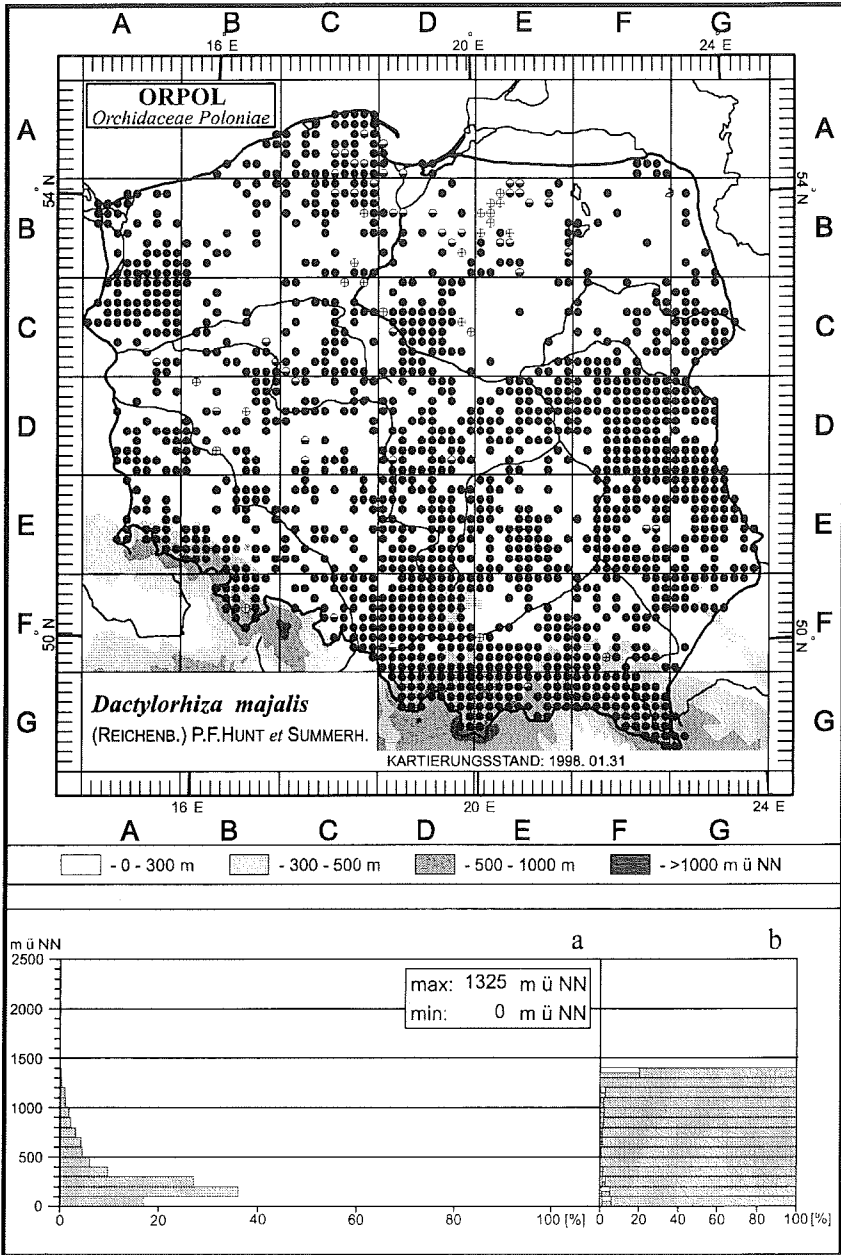 A B C D E F G
16° E 20° E 24° E
ORPOL
Orchidaceae Poloniae
A A
54° N 54° N
B B
C C
D D
E E
F F
50° N 50° N
G G
Dactylorhiza majalis
(REICHENB.) P.F.HUNT et SUMMERH.
KARTIERUNGSSTAND: 1998. 01.31
16 E 20 E 24 E
A B C D E F G
- 0 - 300 m - 300 - 500 m - 500 - 1000 m - >1000 m ü NN
m ü NN a b
2500
max: 1325 m ü NN
min: 0 m ü NN
2000
1500
1000
500
0
0 20 40 60 80 100 [%] 0 20 40 60 80 100 [%]